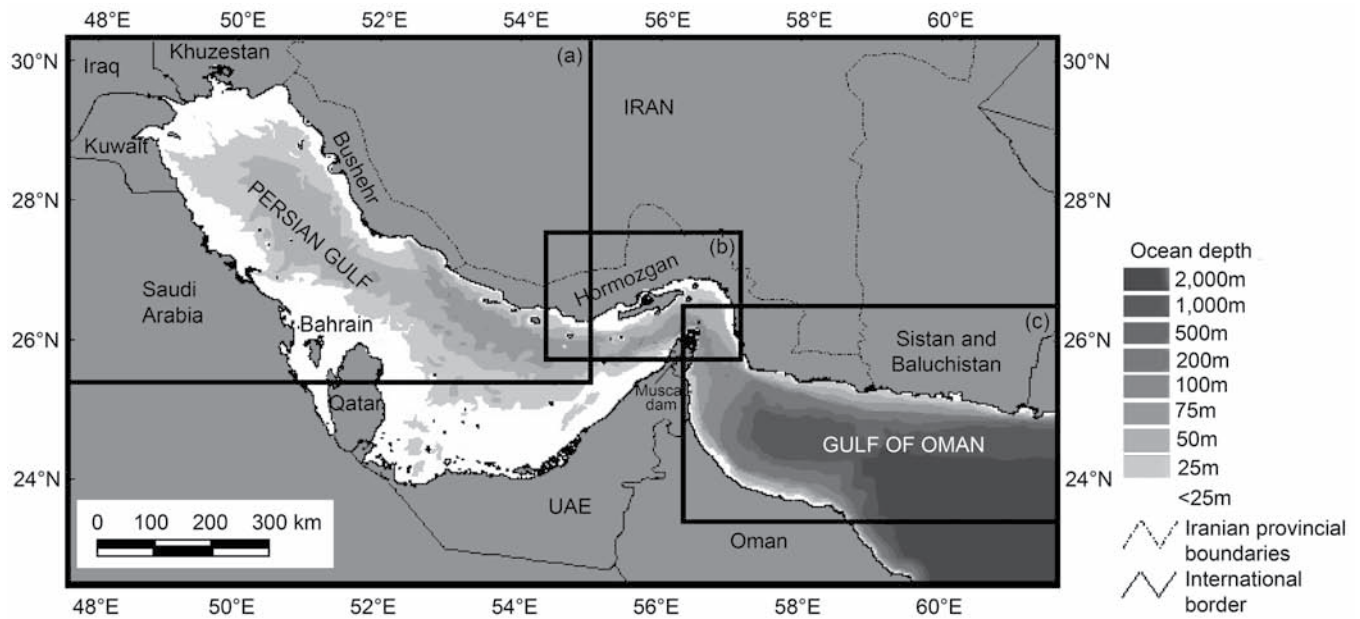 48°E 50°E 52°E 54°E 56°E 58°E 60°E
30°N
28°N
26°N
24°N
30°N
28°N
26°N
24°N
(a)
(b)
(c)
Iraq
Khuzestan
Kuwait
Bushehr
IRAN
PERSIAN GULF
Saudi
Arabia
Bahrain
Qatar
Hormozgan
Muscat
dam
UAE
Oman
Sistan and
Baluchistan
GULF OF OMAN
0 100 200 300 km
48°E 50°E 52°E 54°E 56°E 58°E 60°E
Ocean depth
2,000m
1,000m
500m
200m
100m
75m
50m
25m
<25m
Iranian provincial
boundaries
International
border